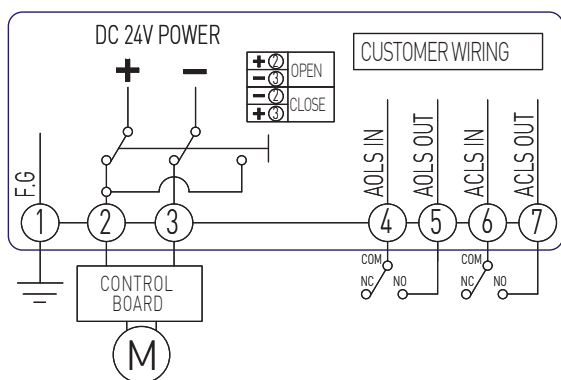 DC 24V POWER
+ −
+ 2 OPEN
− 3
− 2 CLOSE
+ 3
CUSTOMER WIRING
F.G
AOLS IN
AOLS OUT
ACLS IN
ACLS OUT
1 2 3 4 5 6 7
COM COM
NC NO NC NO
CONTROL
BOARD
M